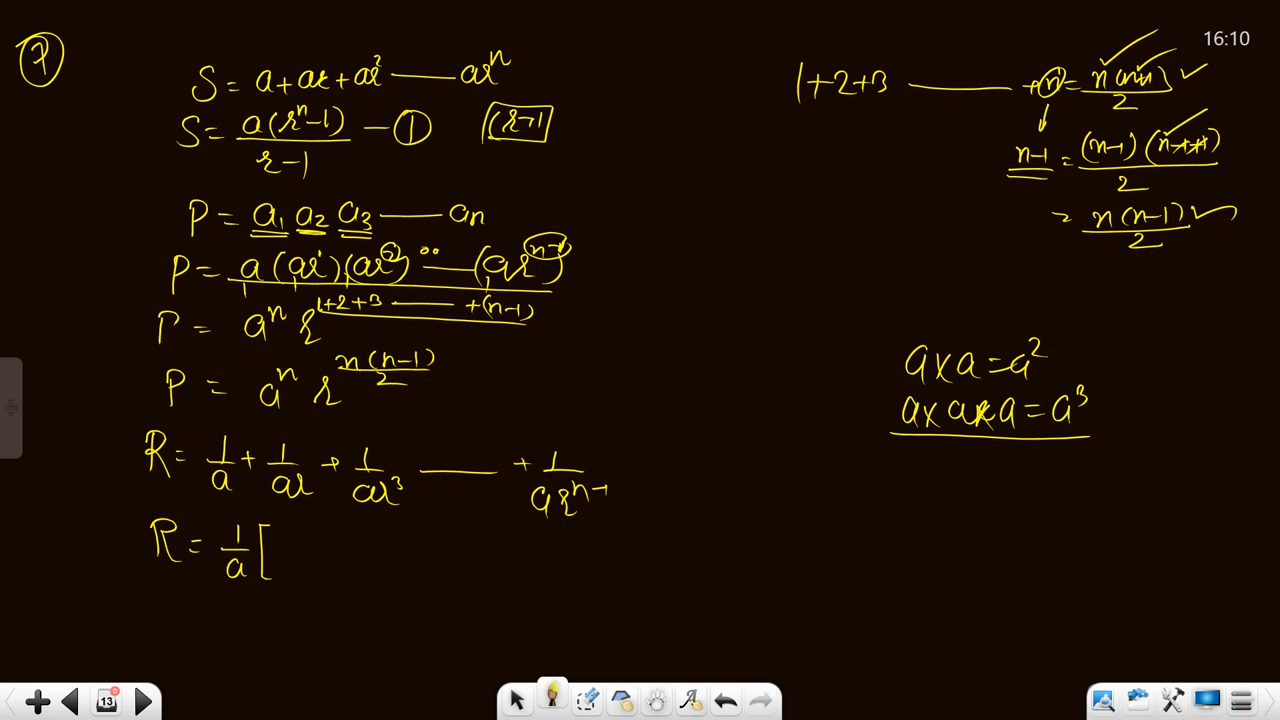 7
16:10
S = a + ar + ar² —— arⁿ
S = a(rⁿ-1)/r-1 — ① (r>1)
P = a₁ a₂ a₃ —— aₙ
P = a (ar¹)(ar²) .. —— (arⁿ⁻¹)
P = aⁿ r^1+2+3 —— +(n-1)
P = aⁿ r^n(n-1)/2
R = 1/a + 1/ar + 1/ar³ —— + 1/arⁿ⁻
R = 1/a [
1+2+3 —— + n = n(n+1)/2
n-1 = (n-1)(n-1+1)/2
= n(n-1)/2
a×a = a²
a×a×a = a³
13